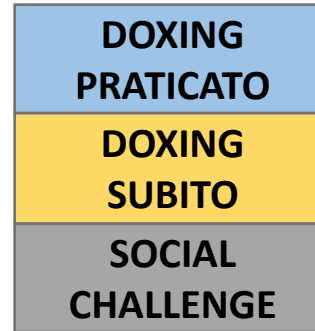 DOXING
PRATICATO
DOXING
SUBITO
SOCIAL
CHALLENGE